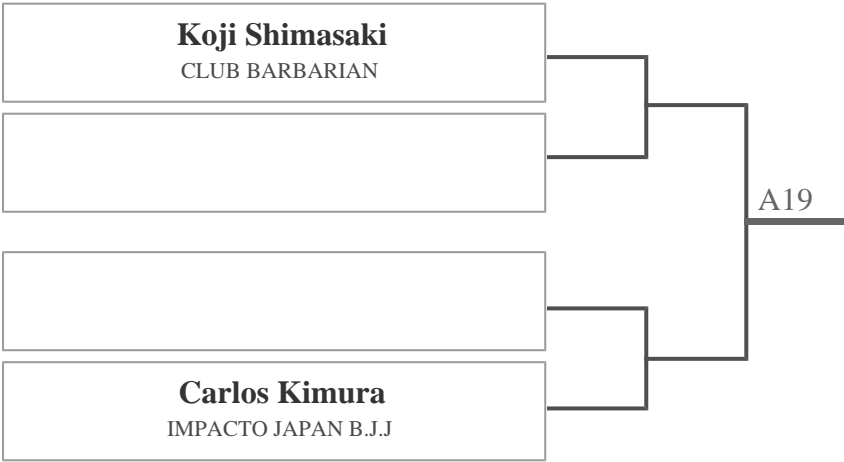 Koji Shimasaki
CLUB BARBARIAN
A19
Carlos Kimura
IMPACTO JAPAN B.J.J